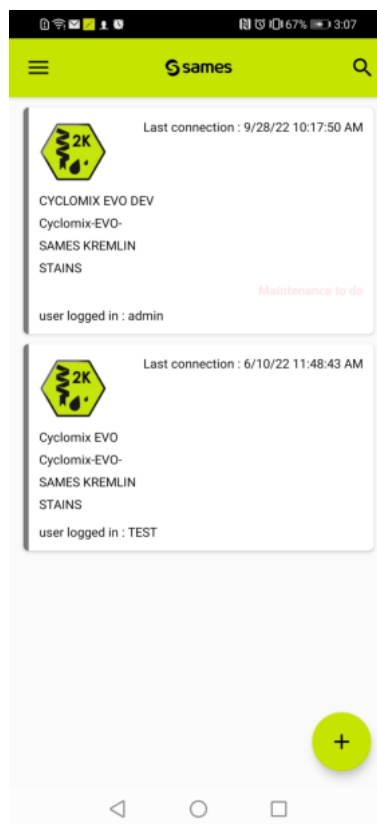 67% 3:07
sames
2K
Last connection : 9/28/22 10:17:50 AM
CYCLOMIX EVO DEV
Cyclomix-EVO-
SAMES KREMLIN
STAINS
Maintenance to do
user logged in : admin
2K
Last connection : 6/10/22 11:48:43 AM
Cyclomix EVO
Cyclomix-EVO-
SAMES KREMLIN
STAINS
user logged in : TEST
+